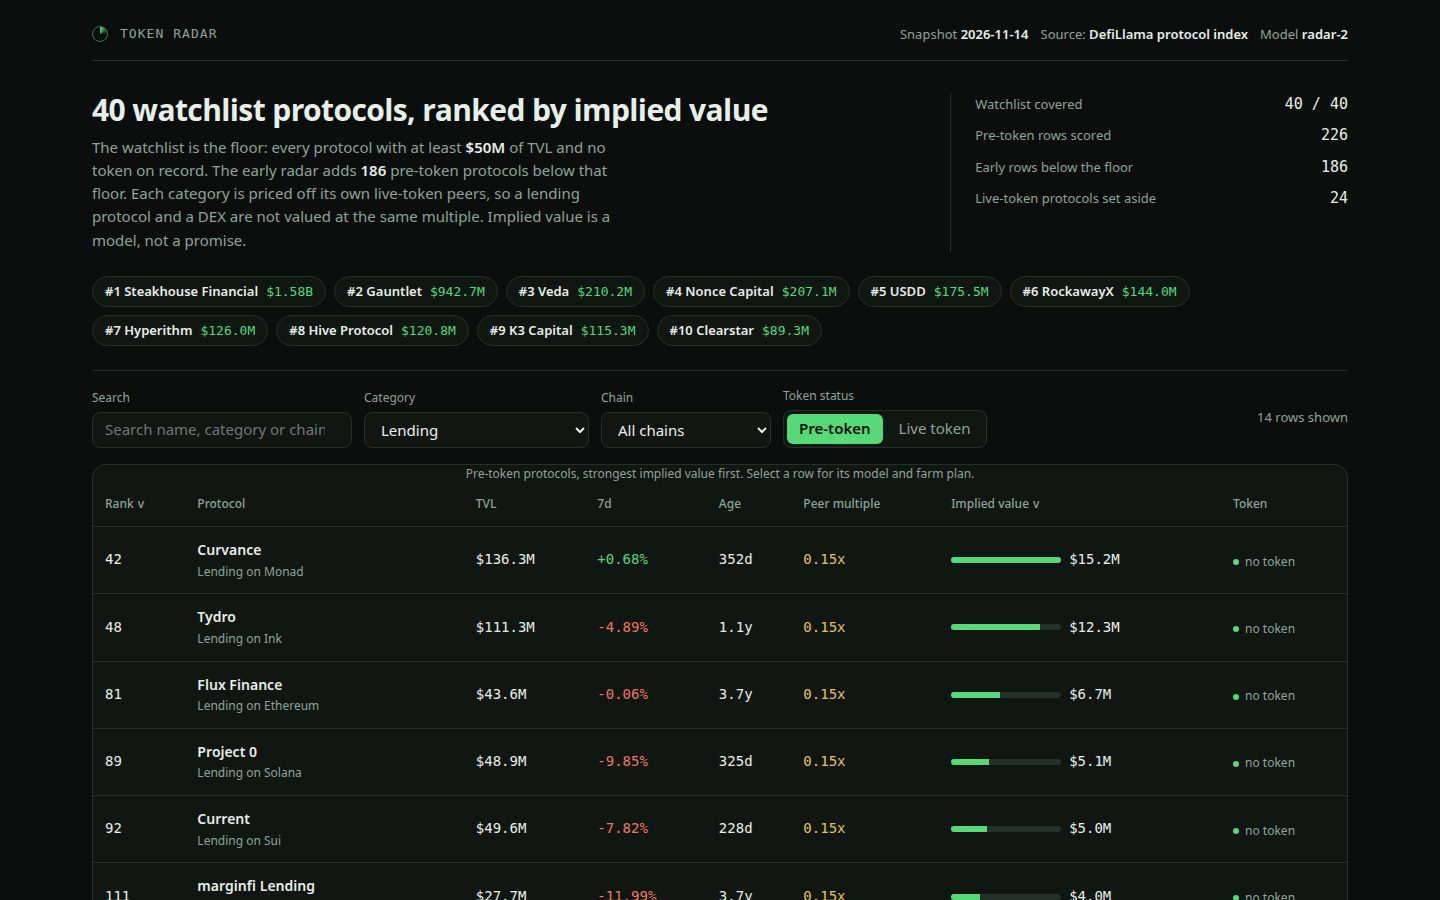 TOKEN RADAR
Snapshot 2026-11-14 Source: DefiLlama protocol index Model radar-2
40 watchlist protocols, ranked by implied value
The watchlist is the floor: every protocol with at least $50M of TVL and no
token on record. The early radar adds 186 pre-token protocols below that
floor. Each category is priced off its own live-token peers, so a lending
protocol and a DEX are not valued at the same multiple. Implied value is a
model, not a promise.
Watchlist covered 40 / 40
Pre-token rows scored 226
Early rows below the floor 186
Live-token protocols set aside 24
#1 Steakhouse Financial $1.58B #2 Gauntlet $942.7M #3 Veda $210.2M #4 Nonce Capital $207.1M #5 USDD $175.5M #6 RockawayX $144.0M
#7 Hyperithm $126.0M #8 Hive Protocol $120.8M #9 K3 Capital $115.3M #10 Clearstar $89.3M
Search Category Chain Token status
Search name, category or chain Lending All chains Pre-token Live token 14 rows shown
Pre-token protocols, strongest implied value first. Select a row for its model and farm plan.
Rank v Protocol TVL 7d Age Peer multiple Implied value v Token
42 Curvance $136.3M +0.68% 352d 0.15x $15.2M no token
Lending on Monad
48 Tydro $111.3M -4.89% 1.1y 0.15x $12.3M no token
Lending on Ink
81 Flux Finance $43.6M -0.06% 3.7y 0.15x $6.7M no token
Lending on Ethereum
89 Project 0 $48.9M -9.85% 325d 0.15x $5.1M no token
Lending on Solana
92 Current $49.6M -7.82% 228d 0.15x $5.0M no token
Lending on Sui
111 marginfi Lending $27.7M -11.99% 3.7y 0.15x $4.0M no token